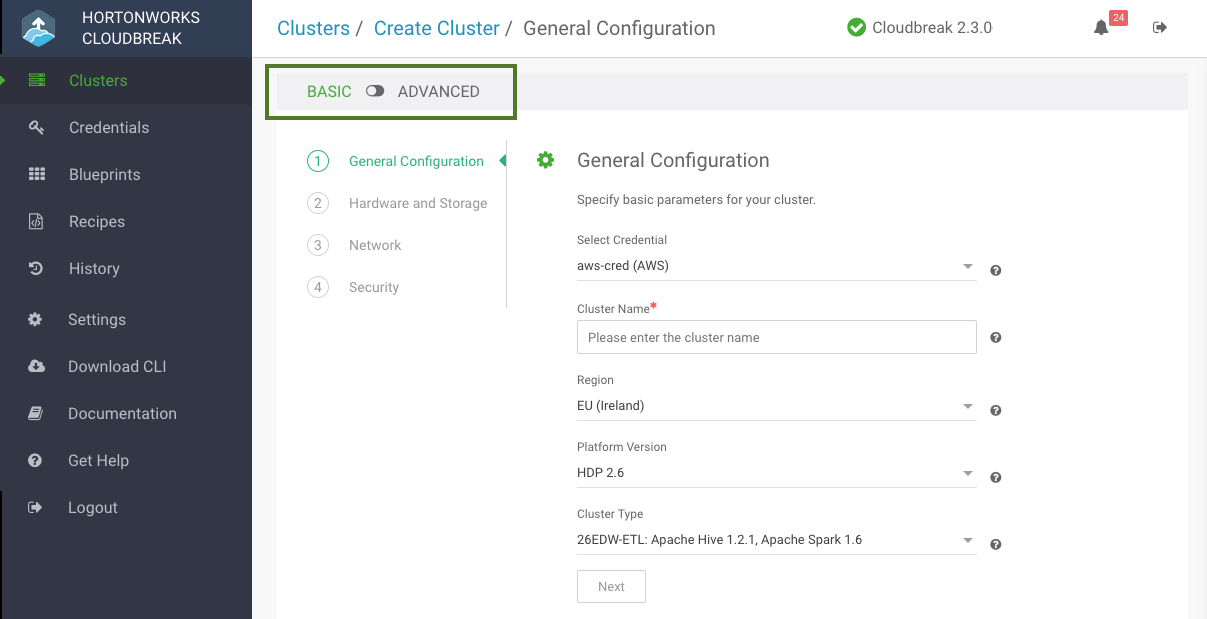 HORTONWORKS
CLOUDBREAK
Clusters
Credentials
Blueprints
Recipes
History
Settings
Download CLI
Documentation
Get Help
Logout
Clusters / Create Cluster / General Configuration
Cloudbreak 2.3.0
24
BASIC ADVANCED
1 General Configuration
2 Hardware and Storage
3 Network
4 Security
General Configuration
Specify basic parameters for your cluster.
Select Credential
aws-cred (AWS)
Cluster Name*
Please enter the cluster name
Region
EU (Ireland)
Platform Version
HDP 2.6
Cluster Type
26EDW-ETL: Apache Hive 1.2.1, Apache Spark 1.6
Next